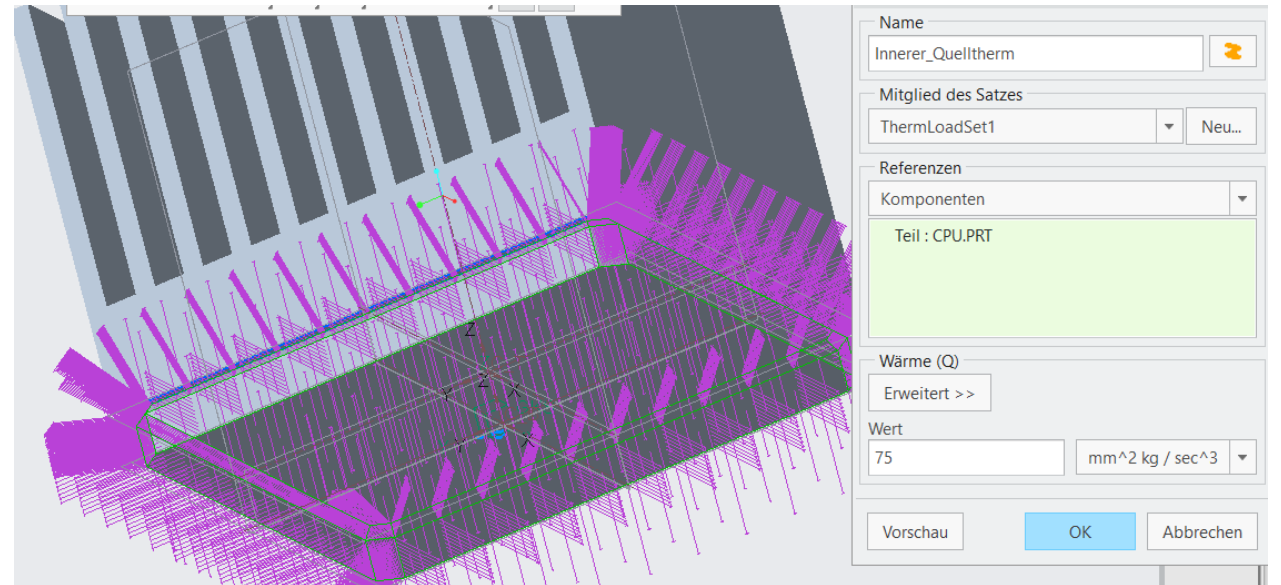 Name
Innerer_Quelltherm
Mitglied des Satzes
ThermLoadSet1
Neu...
Referenzen
Komponenten
Teil : CPU.PRT
Wärme (Q)
Erweitert >>
Wert
75
mm^2 kg / sec^3
Vorschau
OK
Abbrechen
Z
Z
X
Y
Y
X